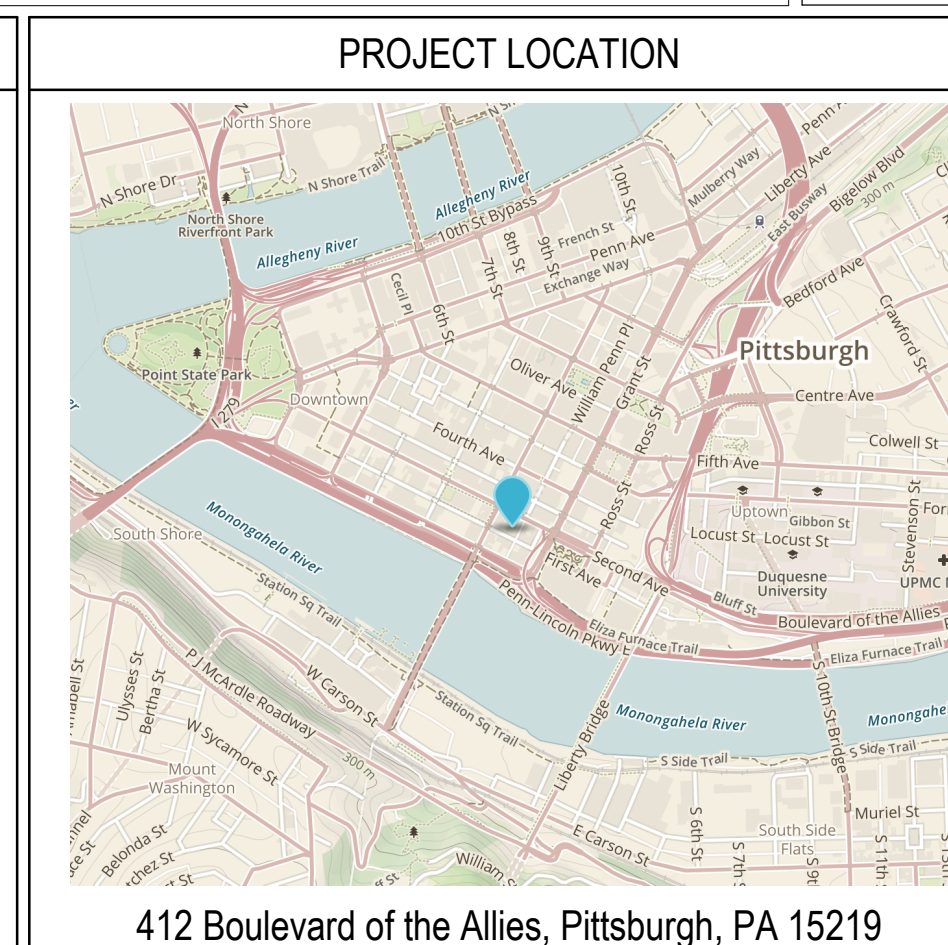 PROJECT LOCATION
North Shore
N Shore Dr
N Shore Trail
North Shore
Riverfront Park
Allegheny River
Allegheny River
10th St Bypass
10th St
Mulberry Way
Liberty Ave
East Busway
Bigelow Blvd
300 m
French St
Penn Ave
Exchange Way
9th St
8th St
7th St
6th St
Cecil Pl
Bedford Ave
Crawford St
Pittsburgh
Centre Ave
Colwell St
Point State Park
Downtown
I 279
Oliver Ave
William Penn Pl
Grant St
Ross St
Fourth Ave
Fifth Ave
Ross St
Uptown
Gibbon St
Locust St
Locust St
Stevenson St
Duquesne
University
UPMC
South Shore
Monongahela River
Station Sq Trail
First Ave
Second Ave
Bluff St
Boulevard of the Allies
Penn-Lincoln Pkwy E
Eliza Furnace Trail
Eliza Furnace Trail
Ulysses St
Bertha St
P J McArdle Roadway
W Carson St
W Sycamore St
Station Sq Trail
Liberty Bridge
Monongahela River
S 10th St Bridge
S Side Trail
S Side Trail
Mount
Washington
300 m
Belonda St
E Carson St
S 6th St
S 7th
South Side
Flats
Muriel St
S 11th St
William
412 Boulevard of the Allies, Pittsburgh, PA 15219